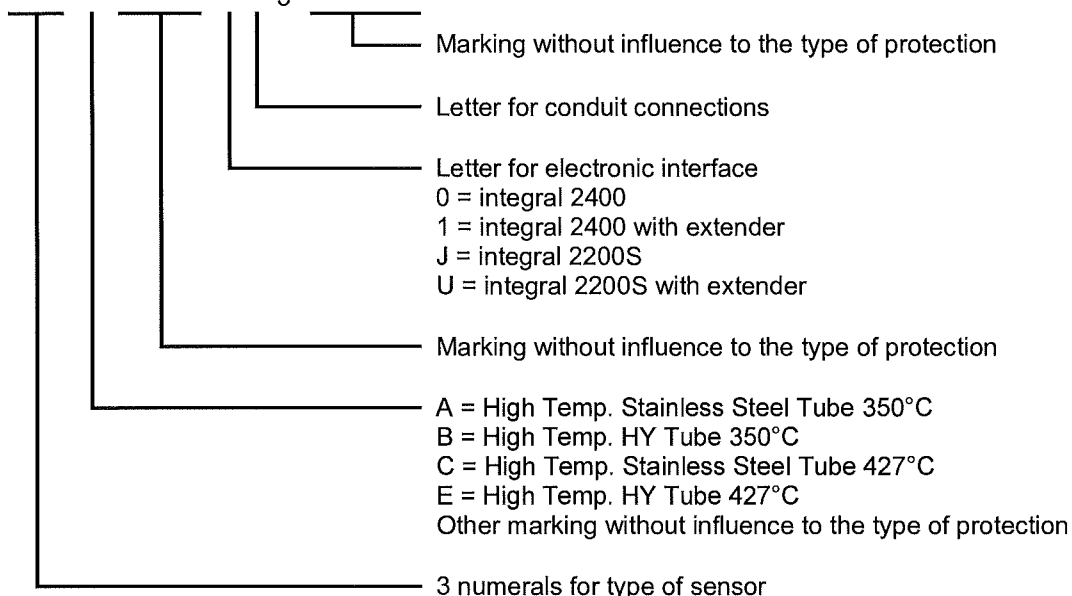 Marking without influence to the type of protection
Letter for conduit connections
Letter for electronic interface
0 = integral 2400
1 = integral 2400 with extender
J = integral 2200S
U = integral 2200S with extender
Marking without influence to the type of protection
A = High Temp. Stainless Steel Tube 350°C
B = High Temp. HY Tube 350°C
C = High Temp. Stainless Steel Tube 427°C
E = High Temp. HY Tube 427°C
Other marking without influence to the type of protection
3 numerals for type of sensor